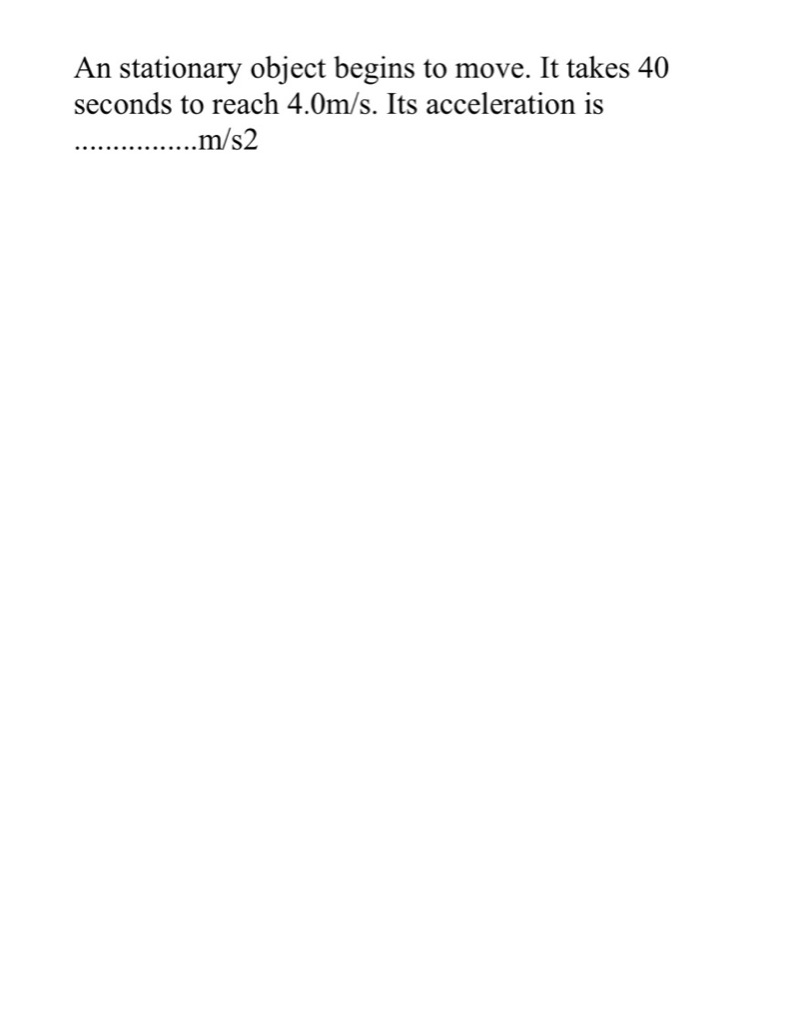 An stationary object begins to move. It takes 40
seconds to reach 4.0m/s. Its acceleration is
................m/s2